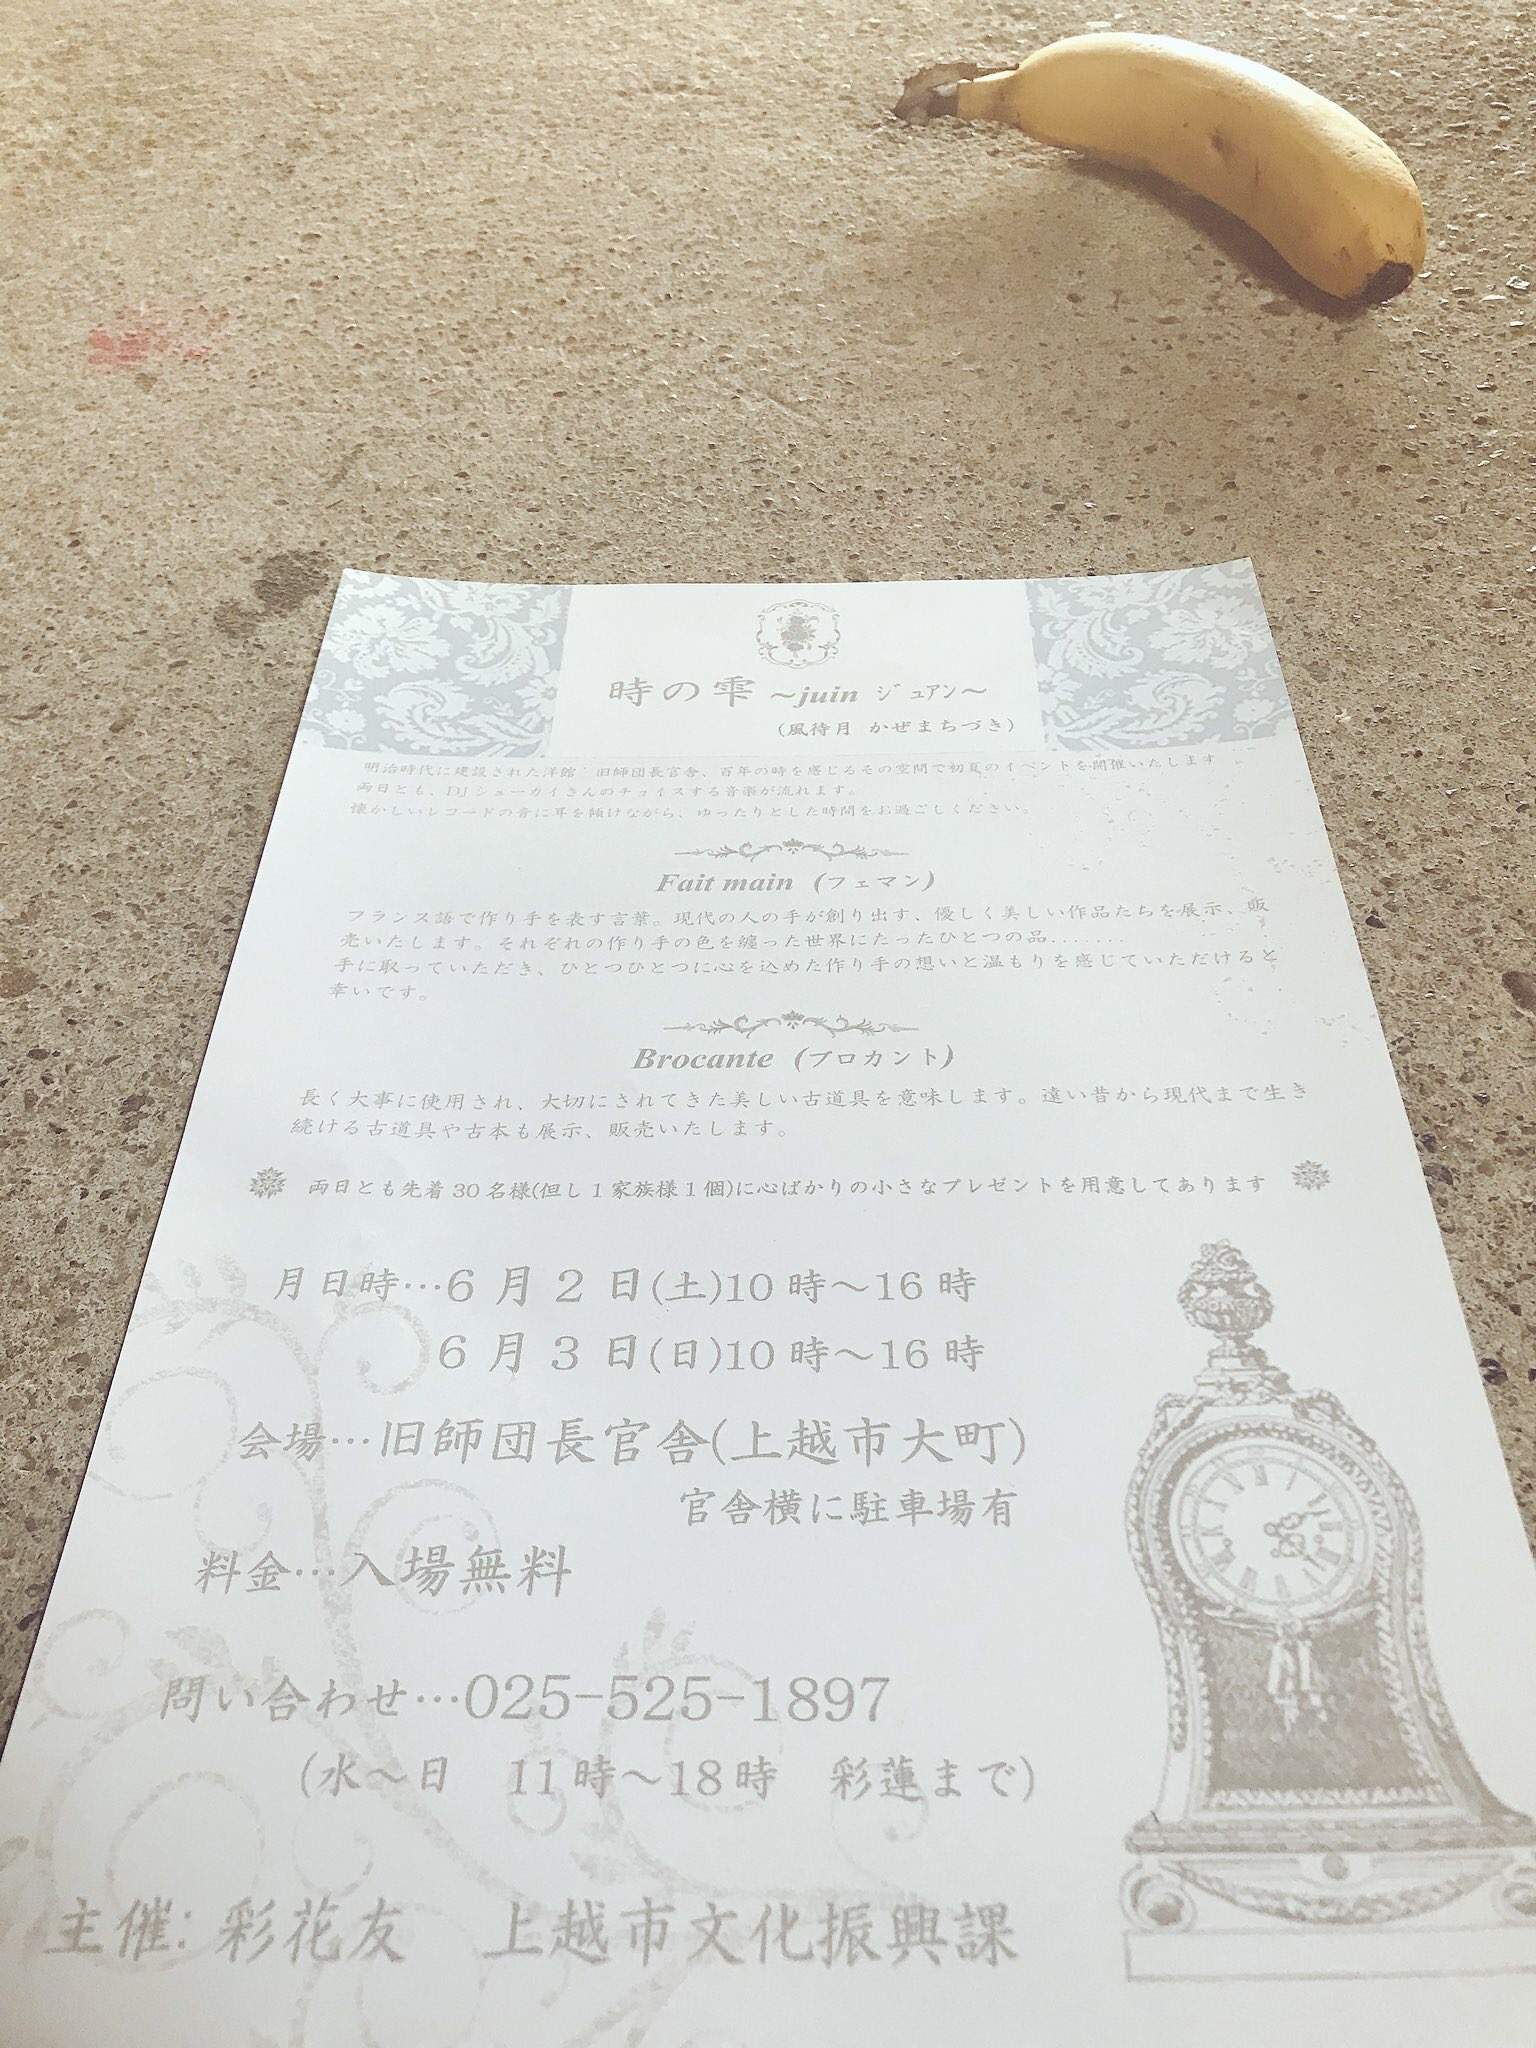 時の雫 ~juin ジュアン~
(風待月 かぜまちづき)
明治時代に建設された洋館 旧師団長官舎、百年の時を感じるその空間で初夏のイベントを開催いたします
両日とも、DJシューカイさんのチョイスする音楽が流れます。
懐かしいレコードの音に耳を傾けながら、ゆったりとした時間をお過ごしください。
Fait main (フェマン)
フランス語で作り手を表す言葉。現代の人の手が創り出す、優しく美しい作品たちを展示、販
売いたします。それぞれの作り手の色を纏った世界にたったひとつの品........
手に取っていただき、ひとつひとつに心を込めた作り手の想いと温もりを感じていただけると
幸いです。
Brocante (ブロカント)
長く大事に使用され、大切にされてきた美しい古道具を意味します。遠い昔から現代まで生き
続ける古道具や古本も展示、販売いたします。
両日とも先着30名様(但し1家族様1個)に心ばかりの小さなプレゼントを用意してあります
月日時…6月2日(土)10時～16時
6月3日(日)10時～16時
会場…旧師団長官舎(上越市大町)
官舎横に駐車場有
料金…入場無料
問い合わせ…025-525-1897
(水～日 11時～18時 彩蓮まで)
主催: 彩花友 上越市文化振興課